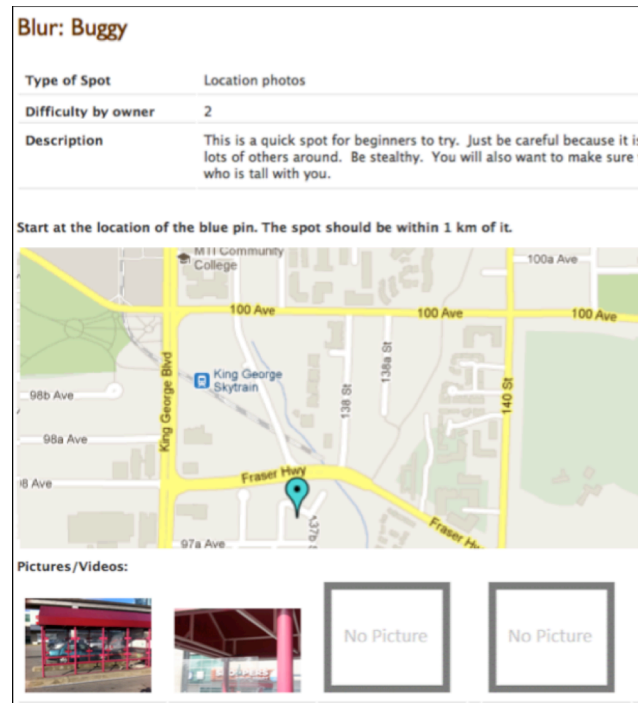 Blur: Buggy
Type of Spot Location photos
Difficulty by owner 2
Description This is a quick spot for beginners to try. Just be careful because it is
lots of others around. Be stealthy. You will also want to make sure
who is tall with you.
Start at the location of the blue pin. The spot should be within 1 km of it.
MTI Community
College
100a Ave
100 Ave 100 Ave 100 Ave
King George Blvd
King George
Skytrain
138 St
138a St
140 St
98b Ave
98a Ave
Fraser Hwy
8 Ave
137b St
Fraser Hw
97a Ave
Pictures/Videos:
No Picture No Picture